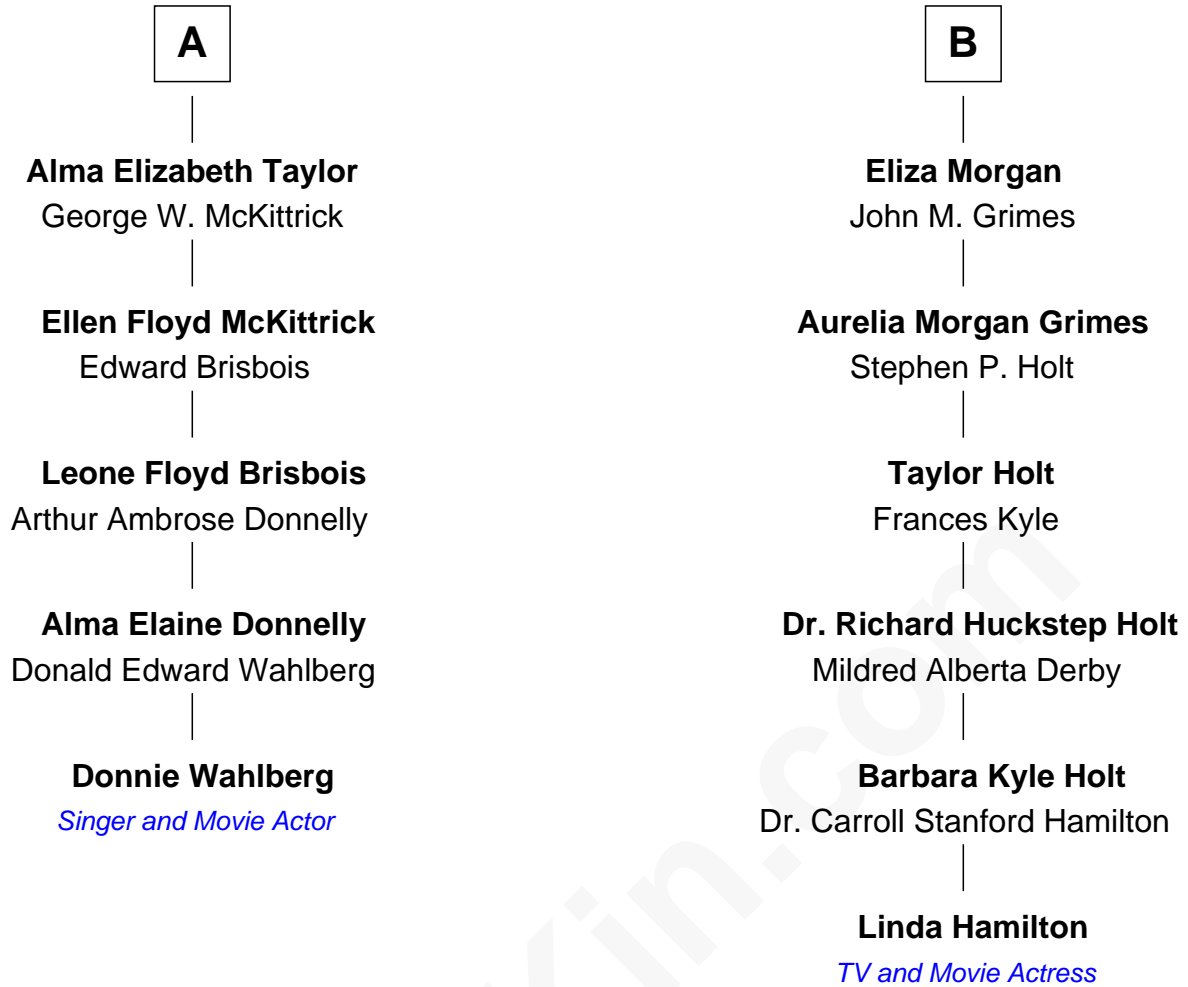 A
Alma Elizabeth Taylor
George W. McKittrick
Ellen Floyd McKittrick
Edward Brisbois
Leone Floyd Brisbois
Arthur Ambrose Donnelly
Alma Elaine Donnelly
Donald Edward Wahlberg
Donnie Wahlberg
Singer and Movie Actor
B
Eliza Morgan
John M. Grimes
Aurelia Morgan Grimes
Stephen P. Holt
Taylor Holt
Frances Kyle
Dr. Richard Huckstep Holt
Mildred Alberta Derby
Barbara Kyle Holt
Dr. Carroll Stanford Hamilton
Linda Hamilton
TV and Movie Actress
Kin.com